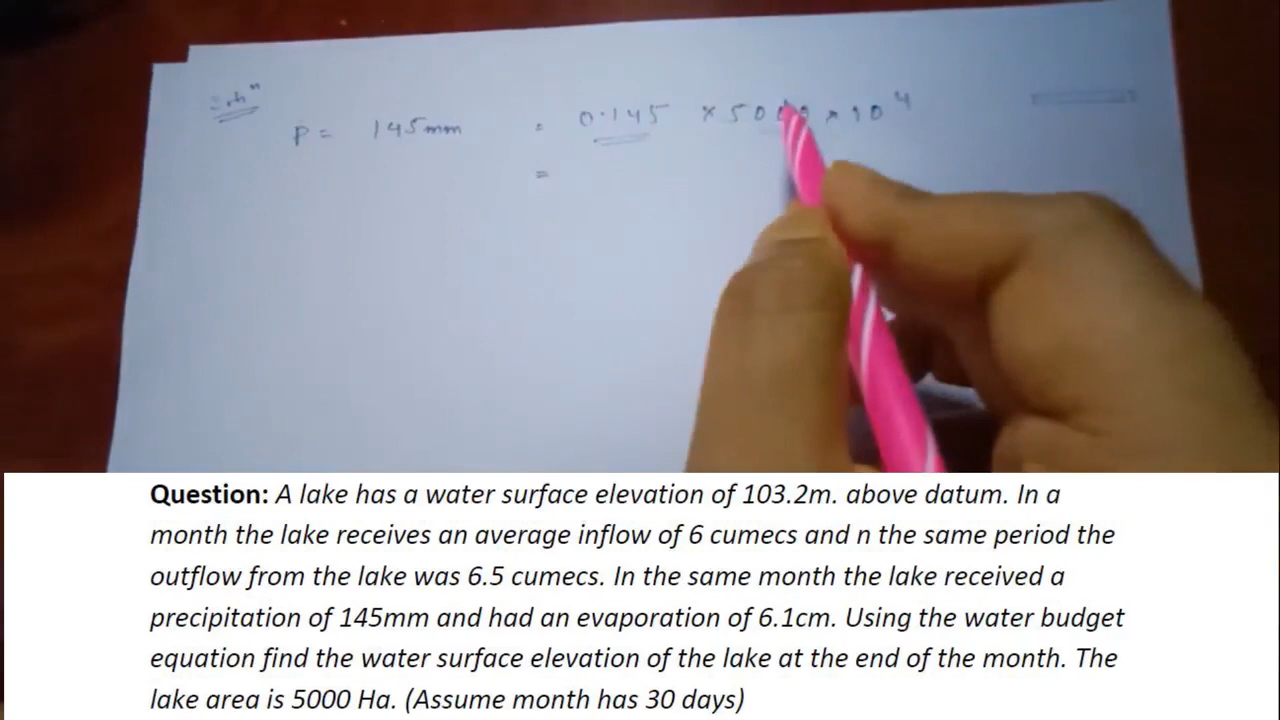 Solⁿ
P = 145mm = 0.145 × 5000 × 10⁴
=
Question: A lake has a water surface elevation of 103.2m. above datum. In a
month the lake receives an average inflow of 6 cumecs and n the same period the
outflow from the lake was 6.5 cumecs. In the same month the lake received a
precipitation of 145mm and had an evaporation of 6.1cm. Using the water budget
equation find the water surface elevation of the lake at the end of the month. The
lake area is 5000 Ha. (Assume month has 30 days)